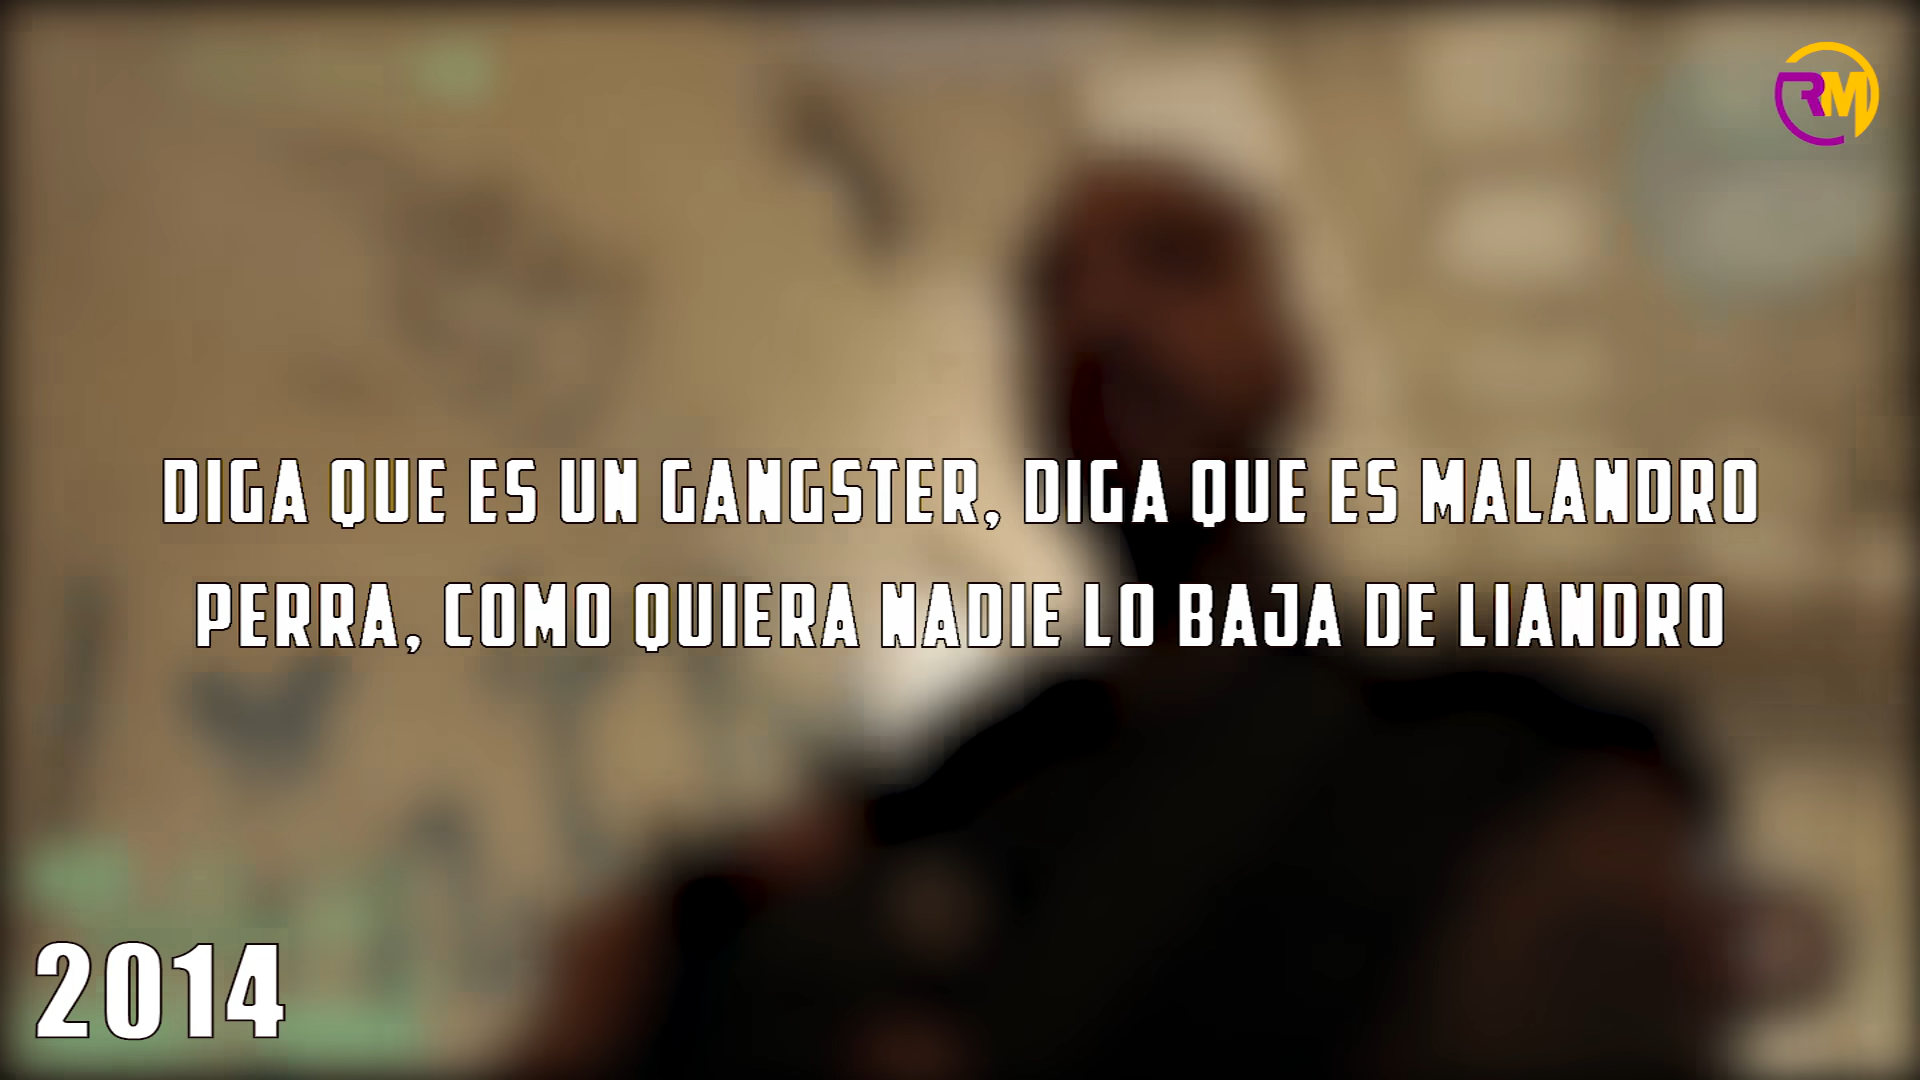 RM
DIGA QUE ES UN GANGSTER, DIGA QUE ES MALANDRO
PERRA, COMO QUIERA NADIE LO BAJA DE LIANDRO
2014